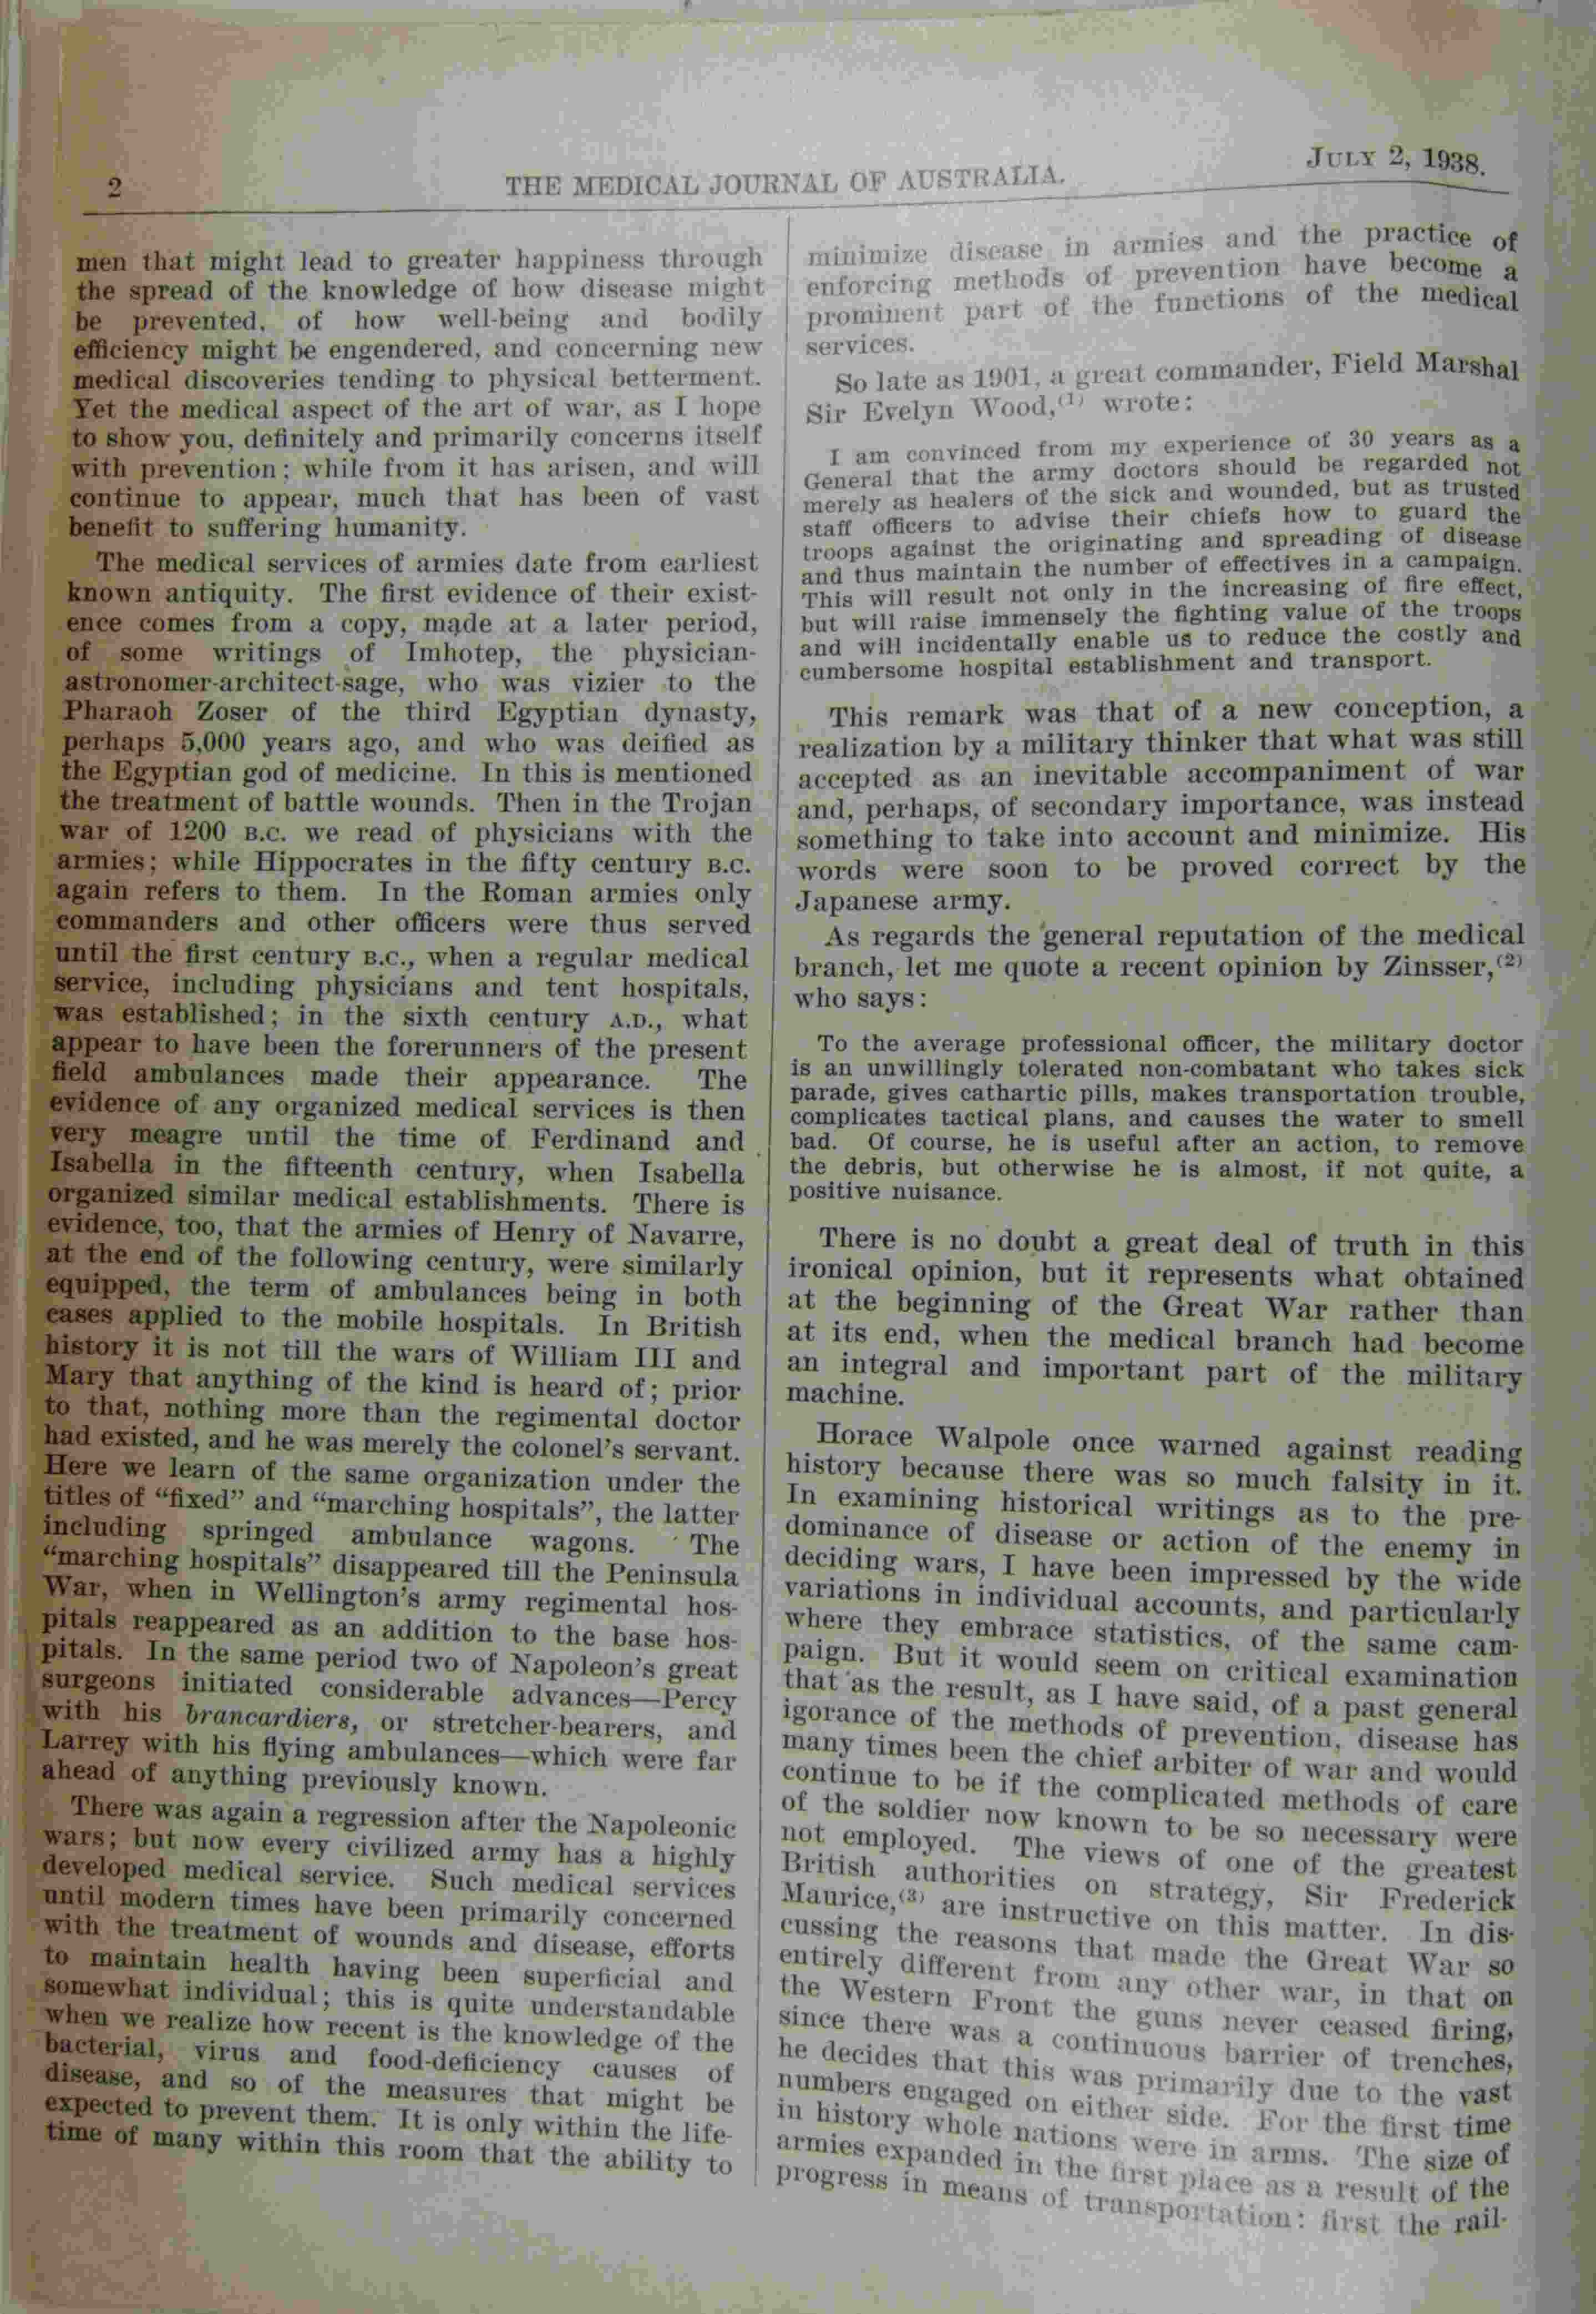 2
THE MEDICAL JOURNAL OF AUSTRALIA.
JULY 2, 1938.
men that might lead to greater happiness through
the spread of the knowledge of how disease might
be prevented, of how well-being and bodily
efficiency might be engendered, and concerning new
medical discoveries tending to physical betterment.
Yet the medical aspect of the art of war, as I hope
to show you, definitely and primarily concerns itself
with prevention; while from it has arisen, and will
continue to appear, much that has been of vast
benefit to suffering humanity.
The medical services of armies date from earliest
known antiquity. The first evidence of their exist-
ence comes from a copy, made at a later period,
of some writings of Imhotep, the physician-
astronomer-architect-sage, who was vizier to the
Pharaoh Zoser of the third Egyptian dynasty,
perhaps 5,000 years ago, and who was deified as
the Egyptian god of medicine. In this is mentioned
the treatment of battle wounds. Then in the Trojan
war of 1200 B.C. we read of physicians with the
armies; while Hippocrates in the fifty century B.C.
again refers to them. In the Roman armies only
commanders and other officers were thus served
until the first century B.C., when a regular medical
service, including physicians and tent hospitals,
was established; in the sixth century A.D., what
appear to have been the forerunners of the present
field ambulances made their appearance. The
evidence of any organized medical services is then
very meagre until the time of Ferdinand and
Isabella in the fifteenth century, when Isabella
organized similar medical establishments. There is
evidence, too, that the armies of Henry of Navarre,
at the end of the following century, were similarly
equipped, the term of ambulances being in both
cases applied to the mobile hospitals. In British
history it is not till the wars of William III and
Mary that anything of the kind is heard of; prior
to that, nothing more than the regimental doctor
had existed, and he was merely the colonel's servant.
Here we learn of the same organization under the
titles of "fixed" and "marching hospitals", the latter
including springed ambulance wagons. The
"marching hospitals" disappeared till the Peninsula
War, when in Wellington's army regimental hos-
pitals reappeared as an addition to the base hos-
pitals. In the same period two of Napoleon's great
surgeons initiated considerable advances—Percy
with his brancardiers, or stretcher-bearers, and
Larrey with his flying ambulances—which were far
ahead of anything previously known.
There was again a regression after the Napoleonic
wars; but now every civilized army has a highly
developed medical service. Such medical services
until modern times have been primarily concerned
with the treatment of wounds and disease, efforts
to maintain health having been superficial and
somewhat individual; this is quite understandable
when we realize how recent is the knowledge of the
bacterial, virus and food-deficiency causes of
disease, and so of the measures that might be
expected to prevent them. It is only within the life-
time of many within this room that the ability to
minimize disease in armies and the practice of
enforcing methods of prevention have become a
prominent part of the functions of the medical
services.
So late as 1901, a great commander, Field Marshal
Sir Evelyn Wood,(1) wrote:
I am convinced from my experience of 30 years as a
General that the army doctors should be regarded not
merely as healers of the sick and wounded, but as trusted
staff officers to advise their chiefs how to guard the
troops against the originating and spreading of disease
and thus maintain the number of effectives in a campaign.
This will result not only in the increasing of fire effect,
but will raise immensely the fighting value of the troops
and will incidentally enable us to reduce the costly and
cumbersome hospital establishment and transport.
This remark was that of a new conception, a
realization by a military thinker that what was still
accepted as an inevitable accompaniment of war
and, perhaps, of secondary importance, was instead
something to take into account and minimize. His
words were soon to be proved correct by the
Japanese army.
As regards the general reputation of the medical
branch, let me quote a recent opinion by Zinsser,(2)
who says:
To the average professional officer, the military doctor
is an unwillingly tolerated non-combatant who takes sick
parade, gives cathartic pills, makes transportation trouble,
complicates tactical plans, and causes the water to smell
bad. Of course, he is useful after an action, to remove
the debris, but otherwise he is almost, if not quite, a
positive nuisance.
There is no doubt a great deal of truth in this
ironical opinion, but it represents what obtained
at the beginning of the Great War rather than
at its end, when the medical branch had become
an integral and important part of the military
machine.
Horace Walpole once warned against reading
history because there was so much falsity in it.
In examining historical writings as to the pre-
dominance of disease or action of the enemy in
deciding wars, I have been impressed by the wide
variations in individual accounts, and particularly
where they embrace statistics, of the same cam-
paign. But it would seem on critical examination
that as the result, as I have said, of a past general
igorance of the methods of prevention, disease has
many times been the chief arbiter of war and would
continue to be if the complicated methods of care
of the soldier now known to be so necessary were
not employed. The views of one of the greatest
British authorities on strategy, Sir Frederick
Maurice,(3) are instructive on this matter. In dis-
cussing the reasons that made the Great War so
entirely different from any other war, in that on
the Western Front the guns never ceased firing,
since there was a continuous barrier of trenches,
he decides that this was primarily due to the vast
numbers engaged on either side. For the first time
in history whole nations were in arms. The size of
armies expanded in the first place as a result of the
progress in means of transportation: first the rail-